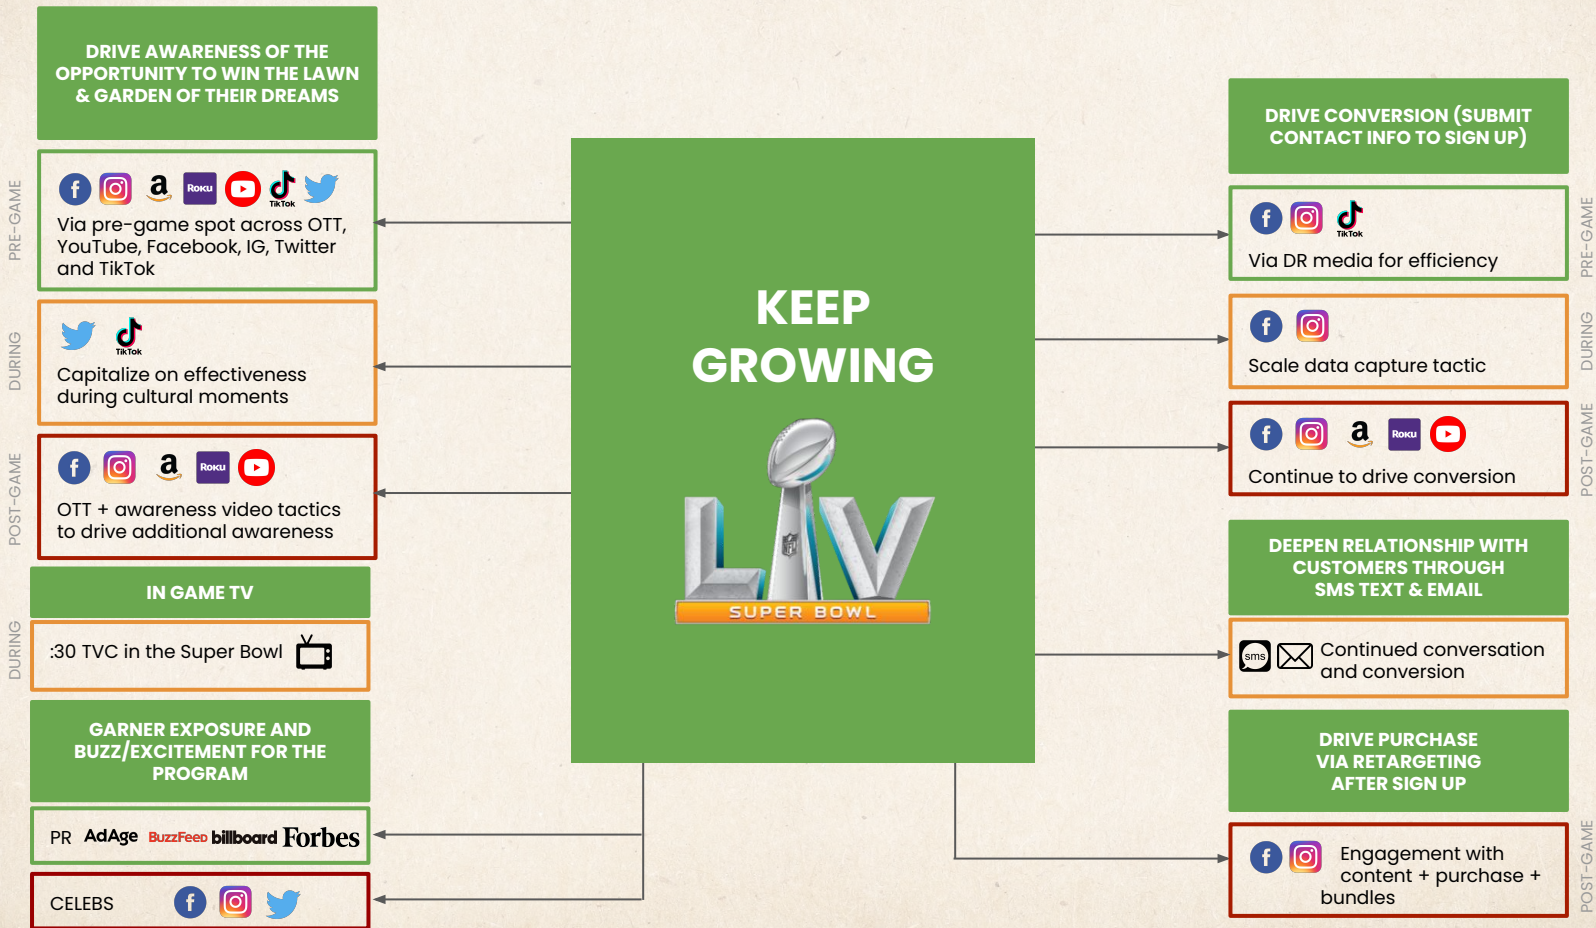 DRIVE AWARENESS OF THE
OPPORTUNITY TO WIN THE LAWN
& GARDEN OF THEIR DREAMS
PRE-GAME
f a Roku TikTok
Via pre-game spot across OTT,
YouTube, Facebook, IG, Twitter
and TikTok
DURING
TikTok
Capitalize on effectiveness
during cultural moments
POST-GAME
f a Roku
OTT + awareness video tactics
to drive additional awareness
IN GAME TV
DURING
:30 TVC in the Super Bowl
GARNER EXPOSURE AND
BUZZ/EXCITEMENT FOR THE
PROGRAM
PR AdAge BuzzFeed billboard Forbes
CELEBS f
KEEP
GROWING
LIV
NFL
SUPER BOWL
DRIVE CONVERSION (SUBMIT
CONTACT INFO TO SIGN UP)
PRE-GAME
f TikTok
Via DR media for efficiency
DURING
f
Scale data capture tactic
POST-GAME
f a Roku
Continue to drive conversion
DEEPEN RELATIONSHIP WITH
CUSTOMERS THROUGH
SMS TEXT & EMAIL
sms Continued conversation
and conversion
DRIVE PURCHASE
VIA RETARGETING
AFTER SIGN UP
POST-GAME
f Engagement with
content + purchase +
bundles